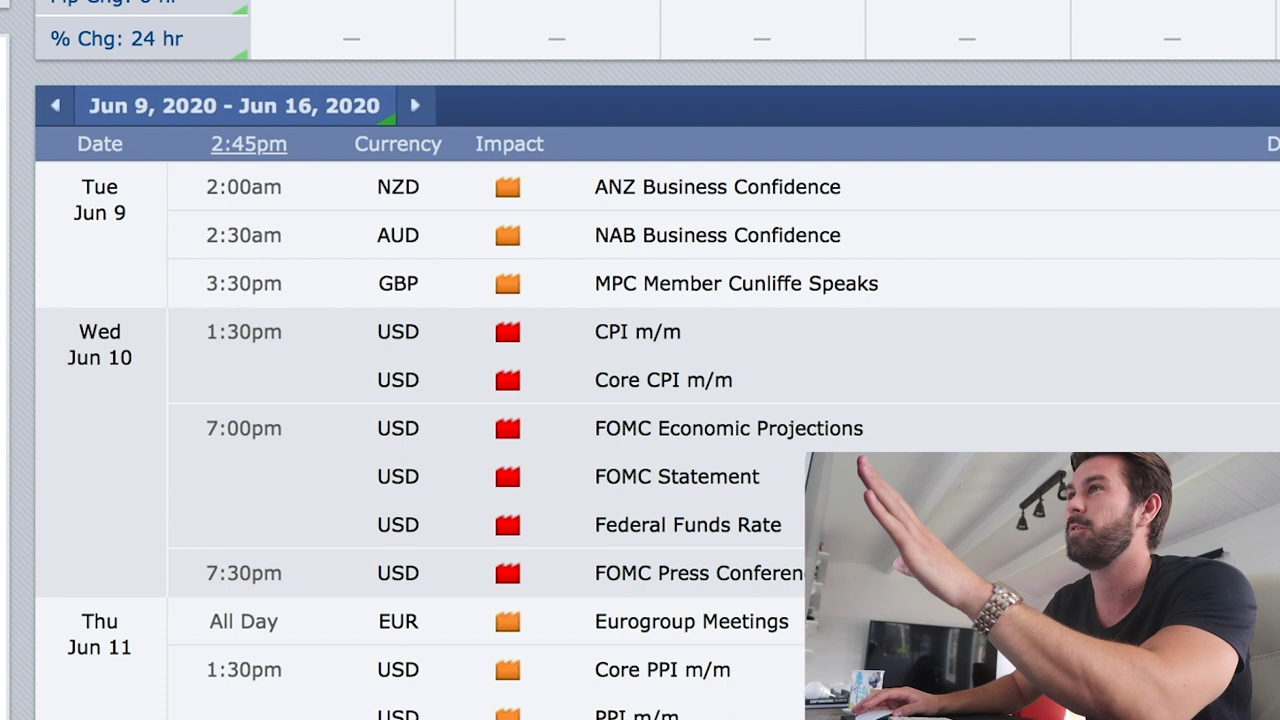 % Chg: 24 hr — — — — —
Jun 9, 2020 - Jun 16, 2020
Date 2:45pm Currency Impact
Tue
Jun 9
2:00am NZD ANZ Business Confidence
2:30am AUD NAB Business Confidence
3:30pm GBP MPC Member Cunliffe Speaks
Wed
Jun 10
1:30pm USD CPI m/m
USD Core CPI m/m
7:00pm USD FOMC Economic Projections
USD FOMC Statement
USD Federal Funds Rate
7:30pm USD FOMC Press Conferen
Thu
Jun 11
All Day EUR Eurogroup Meetings
1:30pm USD Core PPI m/m
USD PPI m/m